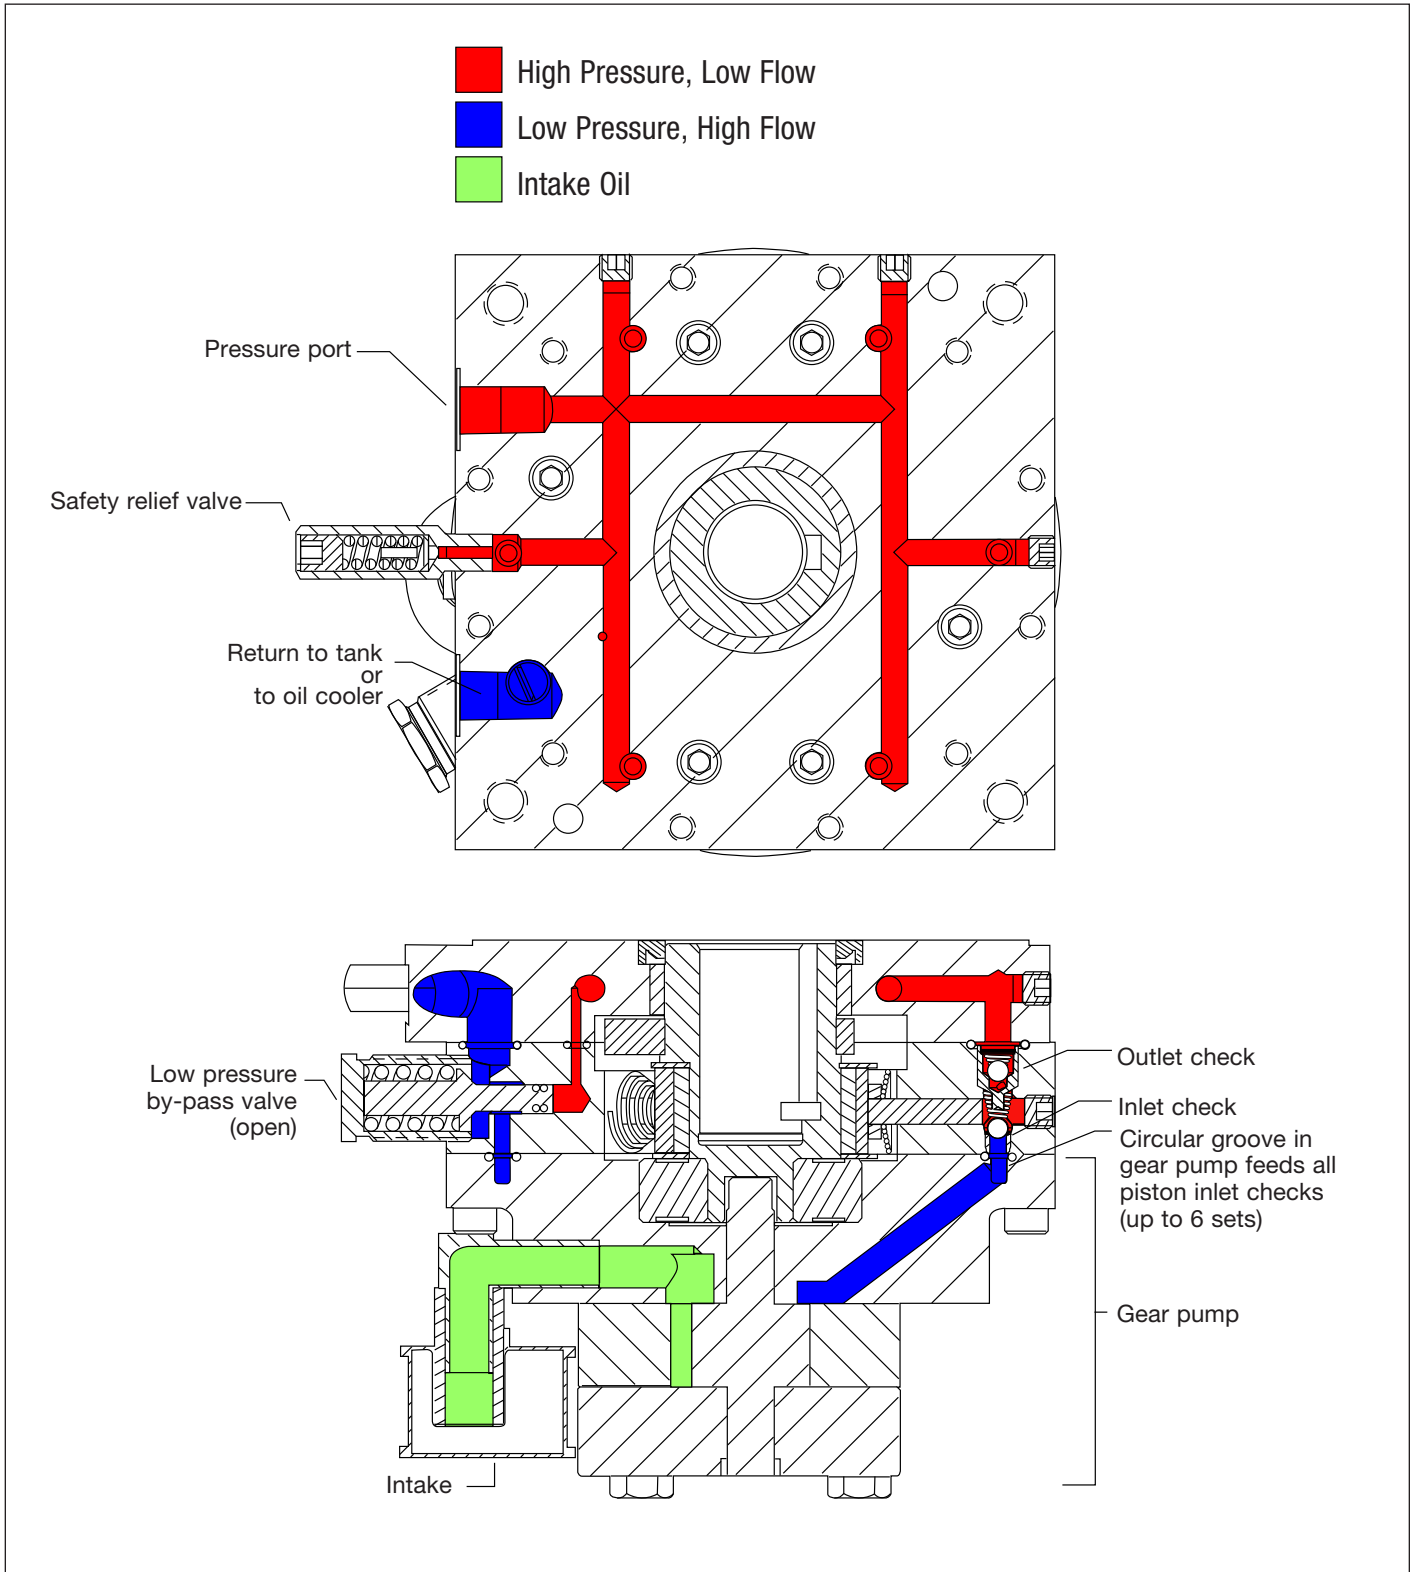 High Pressure, Low Flow
Low Pressure, High Flow
Intake Oil
Pressure port
Safety relief valve
Return to tank
or
to oil cooler
Low pressure
by-pass valve
(open)
Outlet check
Inlet check
Circular groove in
gear pump feeds all
piston inlet checks
(up to 6 sets)
Gear pump
Intake